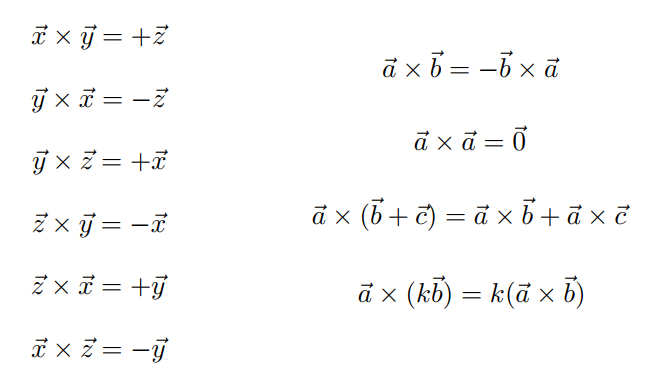 x⃗ × y⃗ = +z⃗
y⃗ × x⃗ = −z⃗
y⃗ × z⃗ = +x⃗
z⃗ × y⃗ = −x⃗
z⃗ × x⃗ = +y⃗
x⃗ × z⃗ = −y⃗
a⃗ × b⃗ = −b⃗ × a⃗
a⃗ × a⃗ = 0⃗
a⃗ × (b⃗ + c⃗) = a⃗ × b⃗ + a⃗ × c⃗
a⃗ × (kb⃗) = k(a⃗ × b⃗)